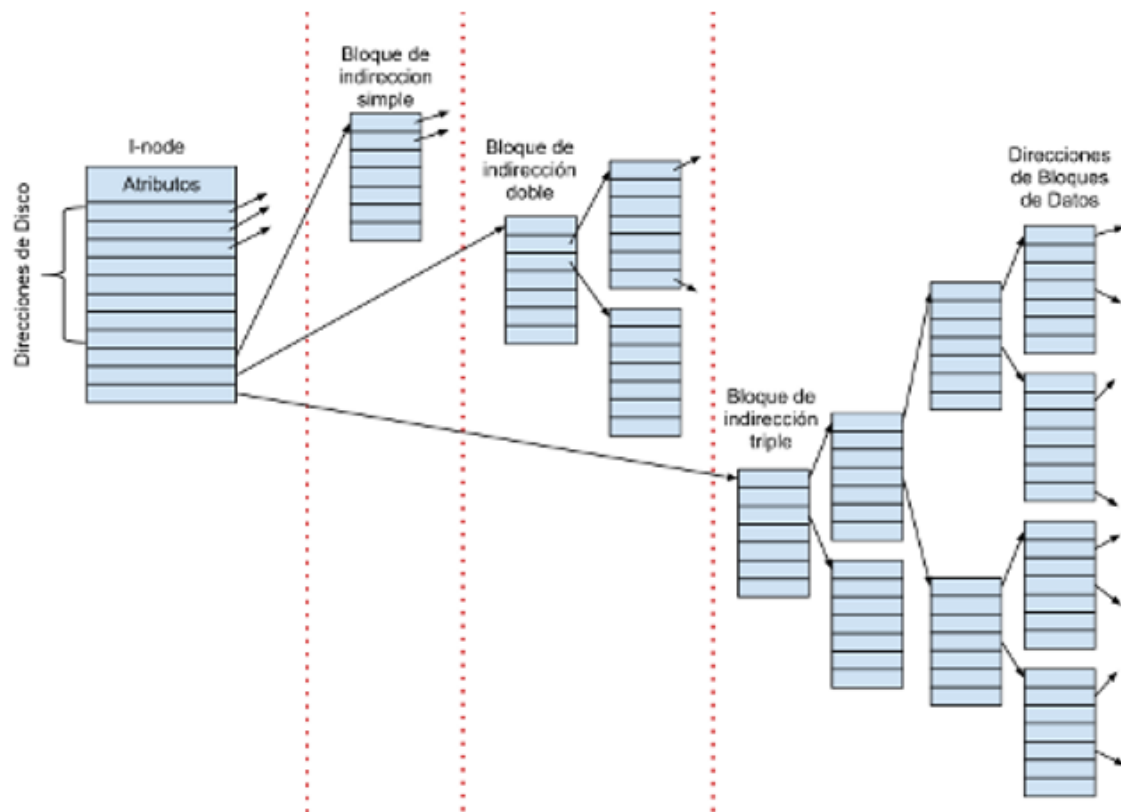 Bloque de
indireccion
simple
I-node
Atributos
Direcciones de Disco
Bloque de
indirección
doble
Direcciones
de Bloques
de Datos
Bloque de
indirección
triple